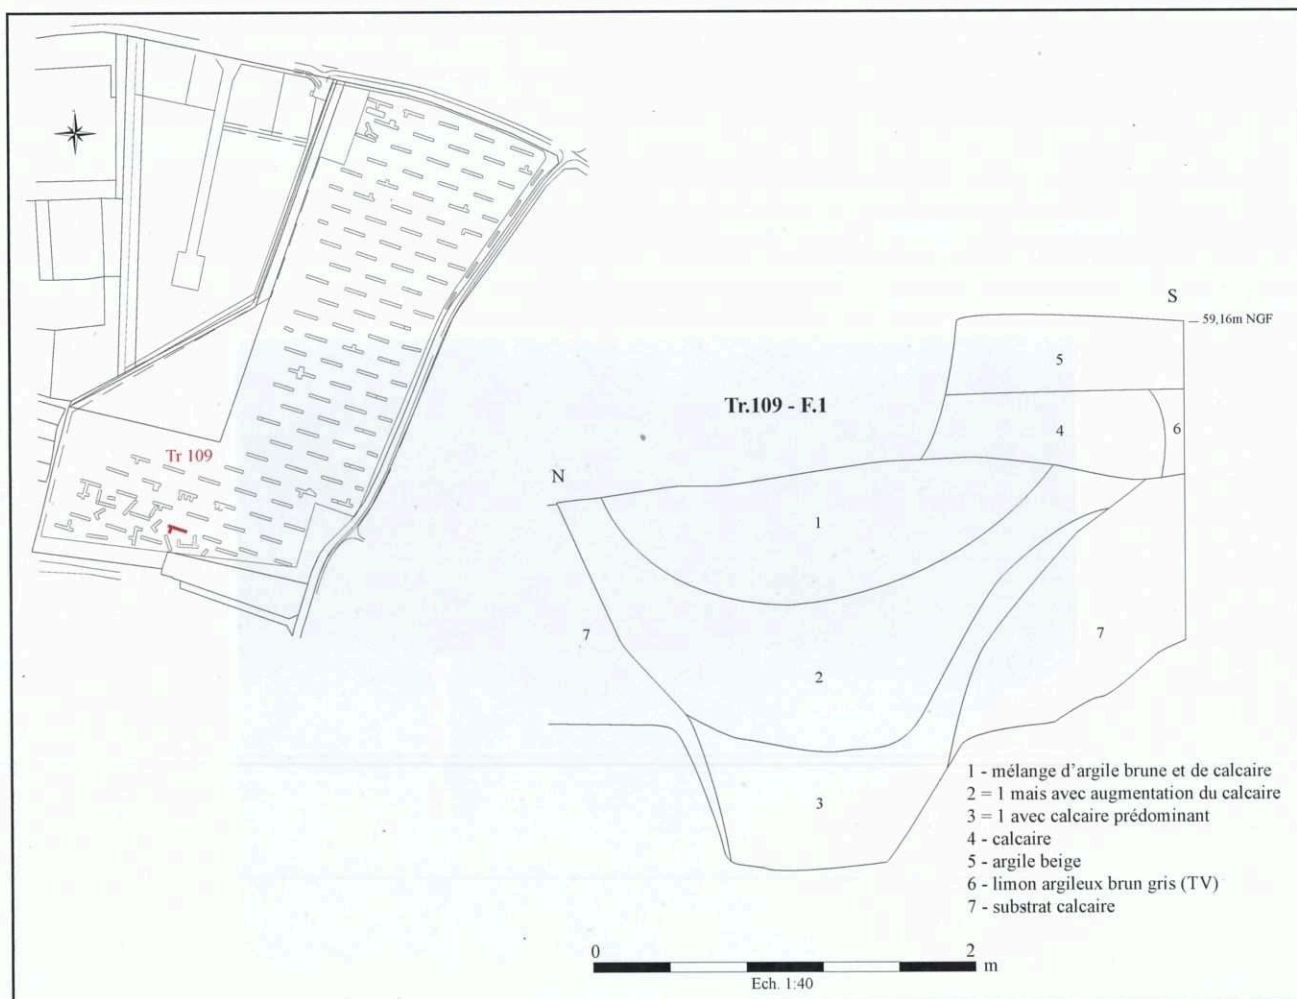 Tr 109
S
59,16m NGF
5
Tr.109 - F.1
4
6
N
1
7
7
2
3
1 - mélange d'argile brune et de calcaire
2 = 1 mais avec augmentation du calcaire
3 = 1 avec calcaire prédominant
4 - calcaire
5 - argile beige
6 - limon argileux brun gris (TV)
7 - substrat calcaire
0
2
m
Ech. 1:40